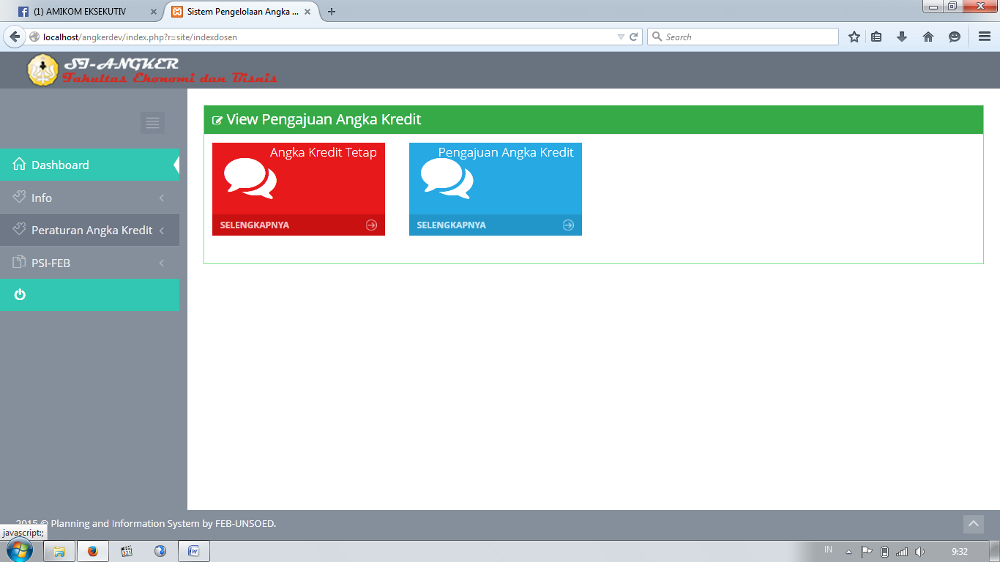 (1) AMIKOM EKSEKUTIV
Sistem Pengelolaan Angka ...
localhost/angkerdev/index.php?r=site/indexdosen
Search
SI-ANGKER
Fakultas Ekonomi dan Bisnis
View Pengajuan Angka Kredit
Angka Kredit Tetap
SELENGKAPNYA
Pengajuan Angka Kredit
SELENGKAPNYA
Dashboard
Info
Peraturan Angka Kredit
PSI-FEB
2015 © Planning and Information System by FEB-UNSOED.
javascript:;
321
IN
9:32